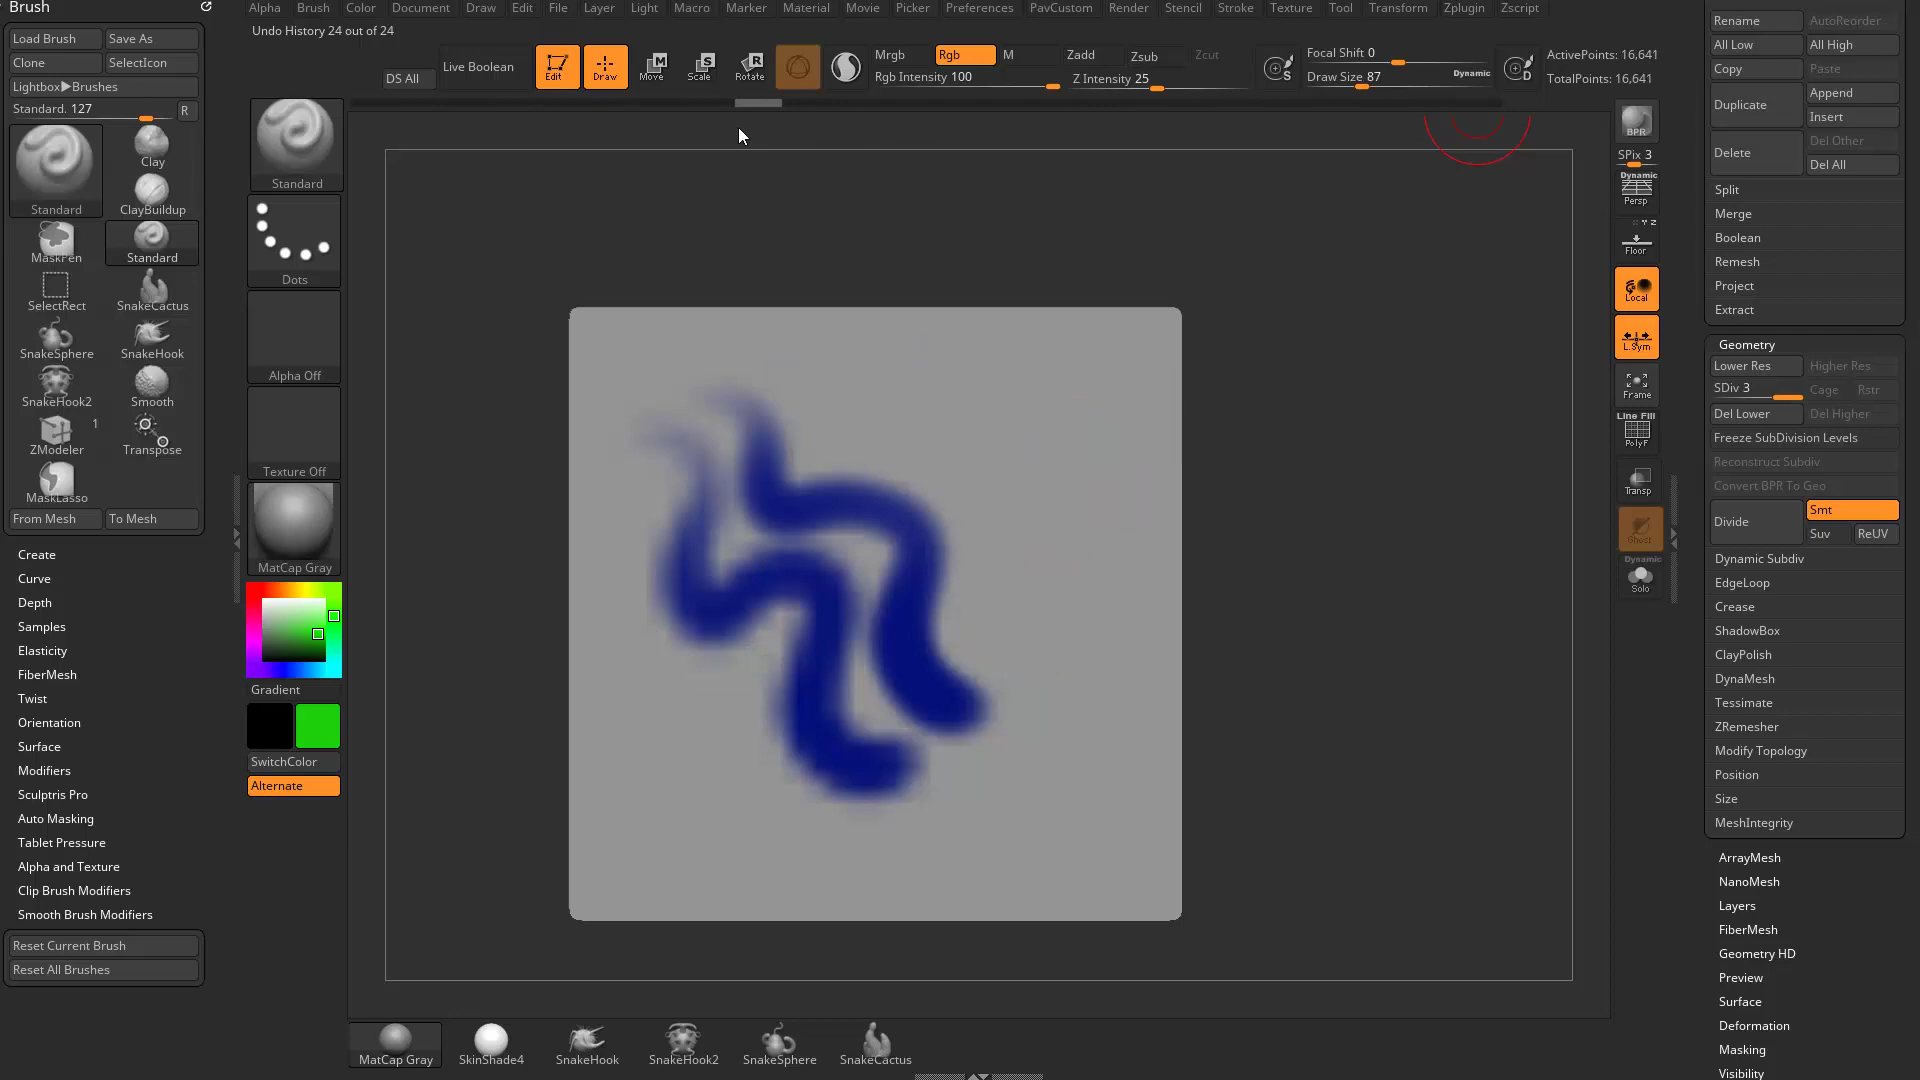 Brush
Alpha Brush Color Document Draw Edit File Layer Light Macro Marker Material Movie Picker Preferences PavCustom Render Stencil Stroke Texture Tool Transform Zplugin Zscript
Undo History 24 out of 24
Load Brush Save As
Clone SelectIcon
Lightbox▶Brushes
Standard. 127 R
Standard
Clay
ClayBuildup
MaskPen Standard
SelectRect SnakeCactus
SnakeSphere SnakeHook
SnakeHook2 Smooth
ZModeler 1 Transpose
MaskLasso
From Mesh To Mesh
Create
Curve
Depth
Samples
Elasticity
FiberMesh
Twist
Orientation
Surface
Modifiers
Sculptris Pro
Auto Masking
Tablet Pressure
Alpha and Texture
Clip Brush Modifiers
Smooth Brush Modifiers
Reset Current Brush
Reset All Brushes
DS All
Live Boolean
Edit
Draw
Move
Scale
Rotate
Mrgb Rgb M Zadd Zsub Zcut
Rgb Intensity 100 Z Intensity 25
S
Focal Shift 0
Draw Size 87 Dynamic
D
ActivePoints: 16,641
TotalPoints: 16,641
Standard
Dots
Alpha Off
Texture Off
MatCap Gray
Gradient
SwitchColor
Alternate
BPR
SPix 3
Dynamic
Persp
Y Z
Floor
Local
L.Sym
Frame
Line Fill
PolyF
Transp
Ghost
Dynamic
Solo
Rename AutoReorder
All Low All High
Copy Paste
Duplicate Append
Insert
Delete Del Other
Del All
Split
Merge
Boolean
Remesh
Project
Extract
Geometry
Lower Res Higher Res
SDiv 3 Cage Rstr
Del Lower Del Higher
Freeze SubDivision Levels
Reconstruct Subdiv
Convert BPR To Geo
Divide Smt
Suv ReUV
Dynamic Subdiv
EdgeLoop
Crease
ShadowBox
ClayPolish
DynaMesh
Tessimate
ZRemesher
Modify Topology
Position
Size
MeshIntegrity
ArrayMesh
NanoMesh
Layers
FiberMesh
Geometry HD
Preview
Surface
Deformation
Masking
Visibility
MatCap Gray SkinShade4 SnakeHook SnakeHook2 SnakeSphere SnakeCactus